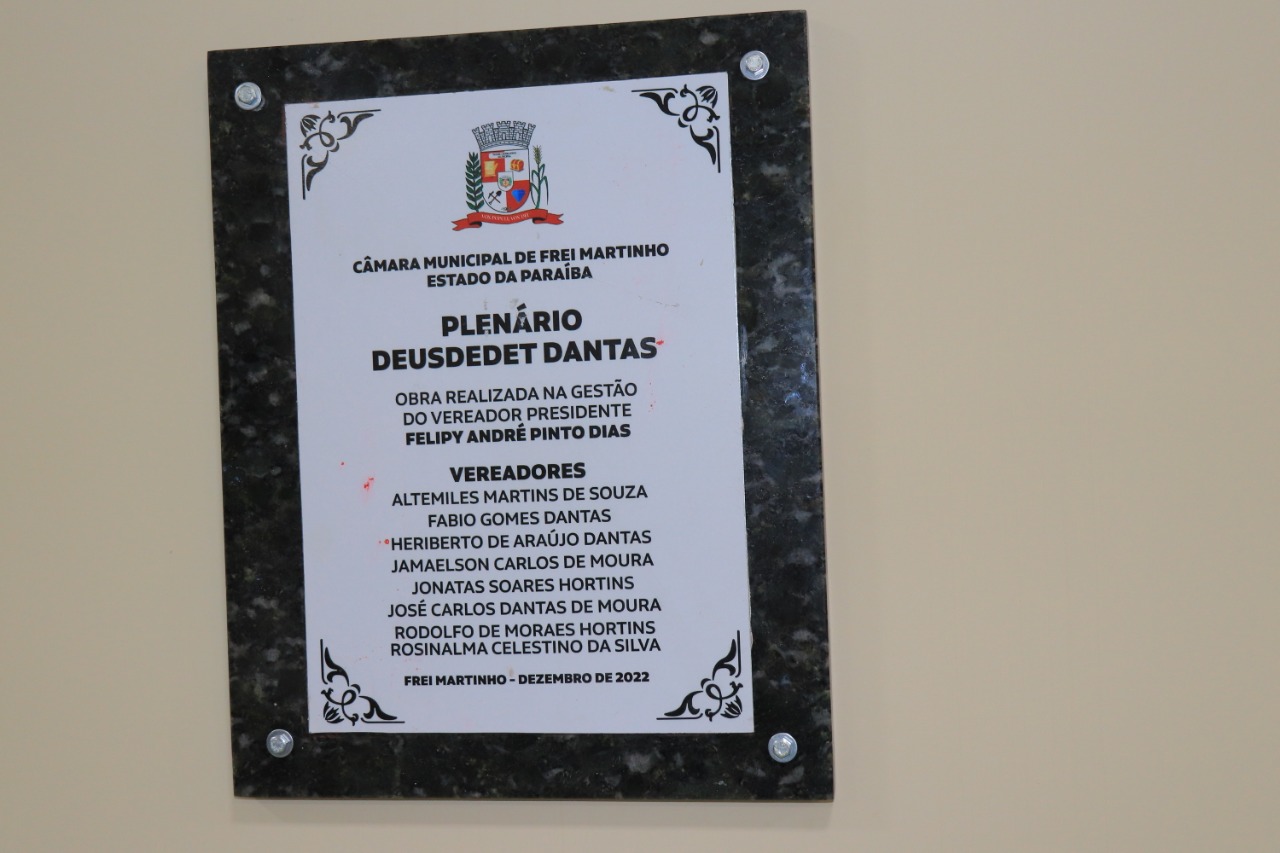 CÂMARA MUNICIPAL DE FREI MARTINHO
ESTADO DA PARAÍBA
PLENÁRIO
DEUSDEDET DANTAS
OBRA REALIZADA NA GESTÃO
DO VEREADOR PRESIDENTE
FELIPY ANDRÉ PINTO DIAS
VEREADORES
ALTEMILES MARTINS DE SOUZA
FABIO GOMES DANTAS
HERIBERTO DE ARAÚJO DANTAS
JAMAELSON CARLOS DE MOURA
JONATAS SOARES HORTINS
JOSÉ CARLOS DANTAS DE MOURA
RODOLFO DE MORAES HORTINS
ROSINALMA CELESTINO DA SILVA
FREI MARTINHO - DEZEMBRO DE 2022